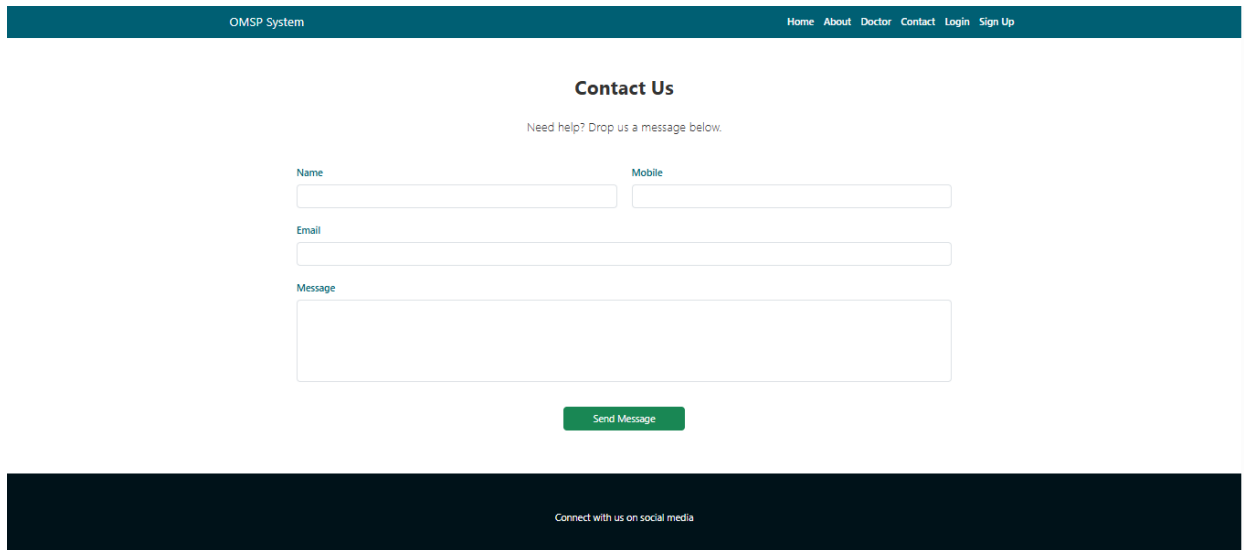 OMSP System Home About Doctor Contact Login Sign Up
Contact Us
Need help? Drop us a message below.
Name Mobile
Email
Message
Send Message
Connect with us on social media